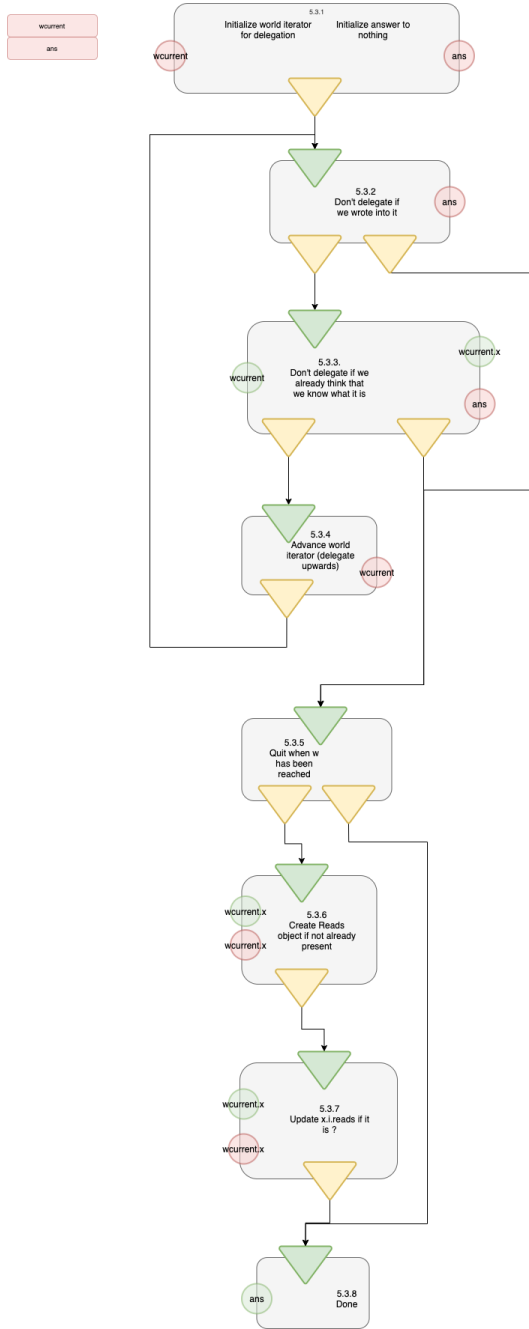 wcurrent
ans
5.3.1
Initialize world iterator
for delegation
Initialize answer to
nothing
wcurrent
ans
5.3.2
Don't delegate if
we wrote into it
ans
5.3.3.
Don't delegate if we
already think that
we know what it is
wcurrent
wcurrent.x
ans
5.3.4
Advance world
iterator (delegate
upwards)
wcurrent
5.3.5
Quit when w
has been
reached
5.3.6
Create Reads
object if not already
present
wcurrent.x
wcurrent.x
5.3.7
Update x.i.reads if it
is ?
wcurrent.x
wcurrent.x
5.3.8
Done
ans